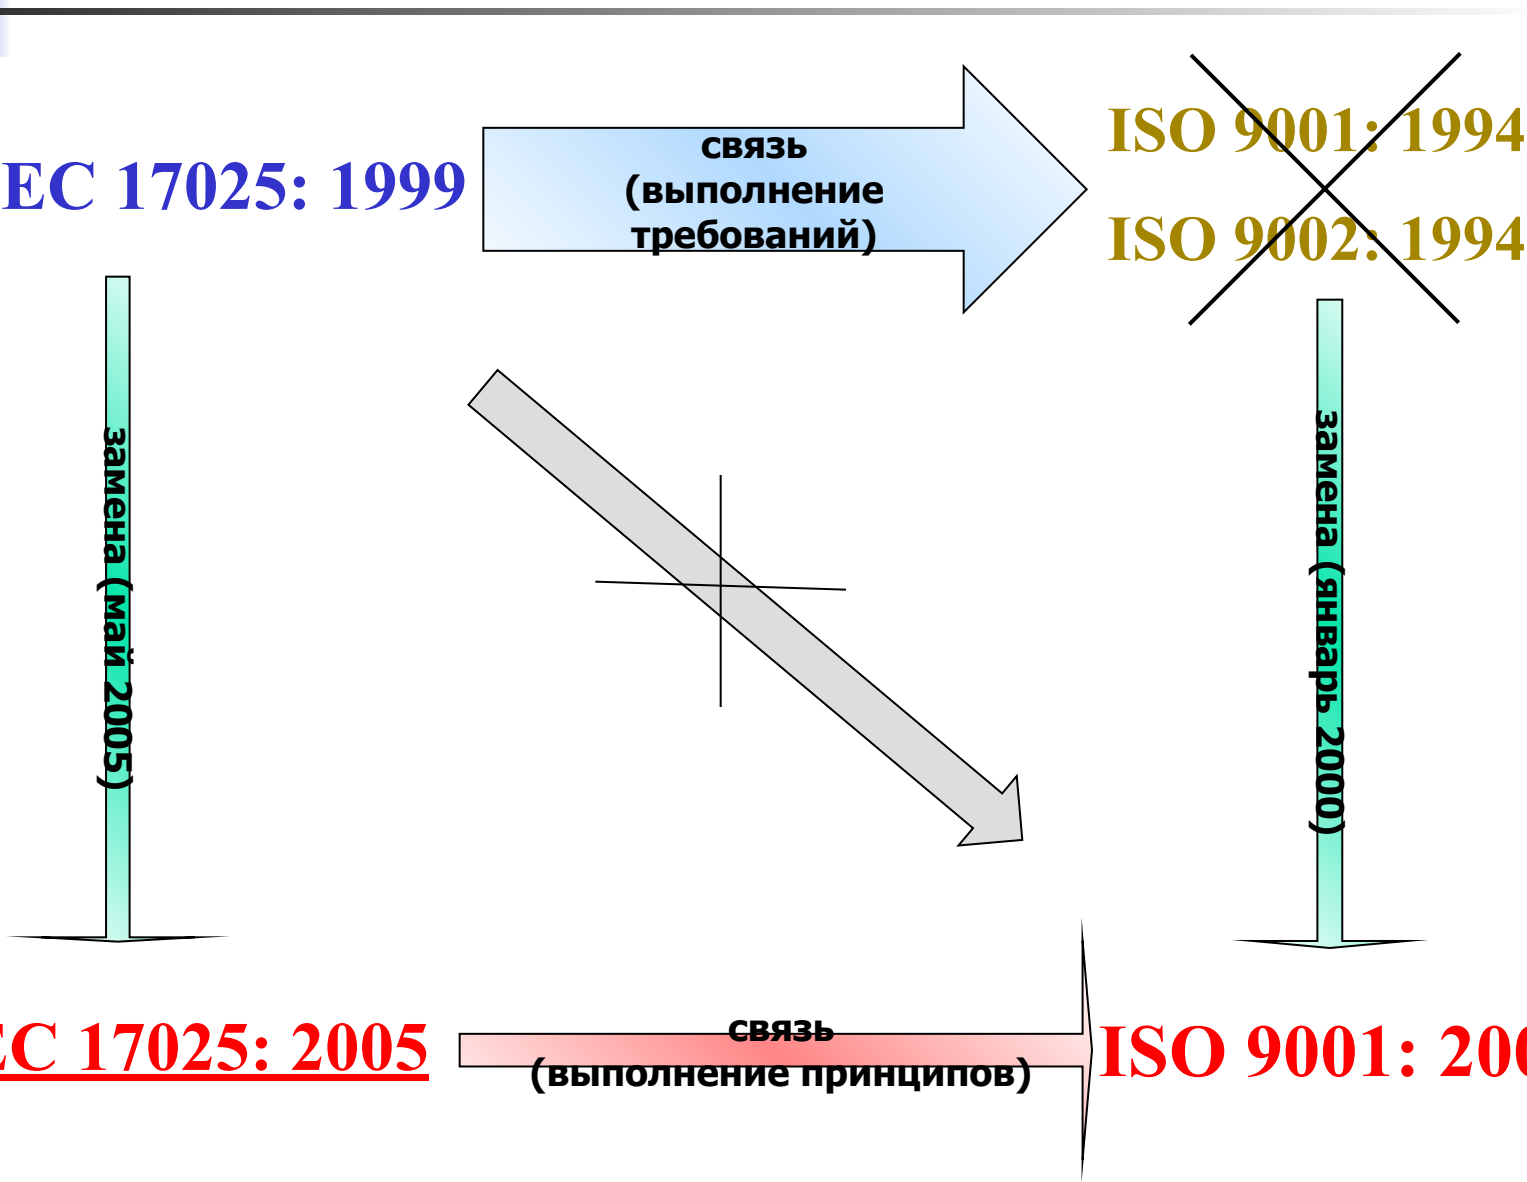 EC 17025: 1999
связь
(выполнение
требований)
ISO 9001: 1994
ISO 9002: 1994
замена (май 2005)
замена (январь 2000)
EC 17025: 2005
связь
(выполнение принципов)
ISO 9001: 200